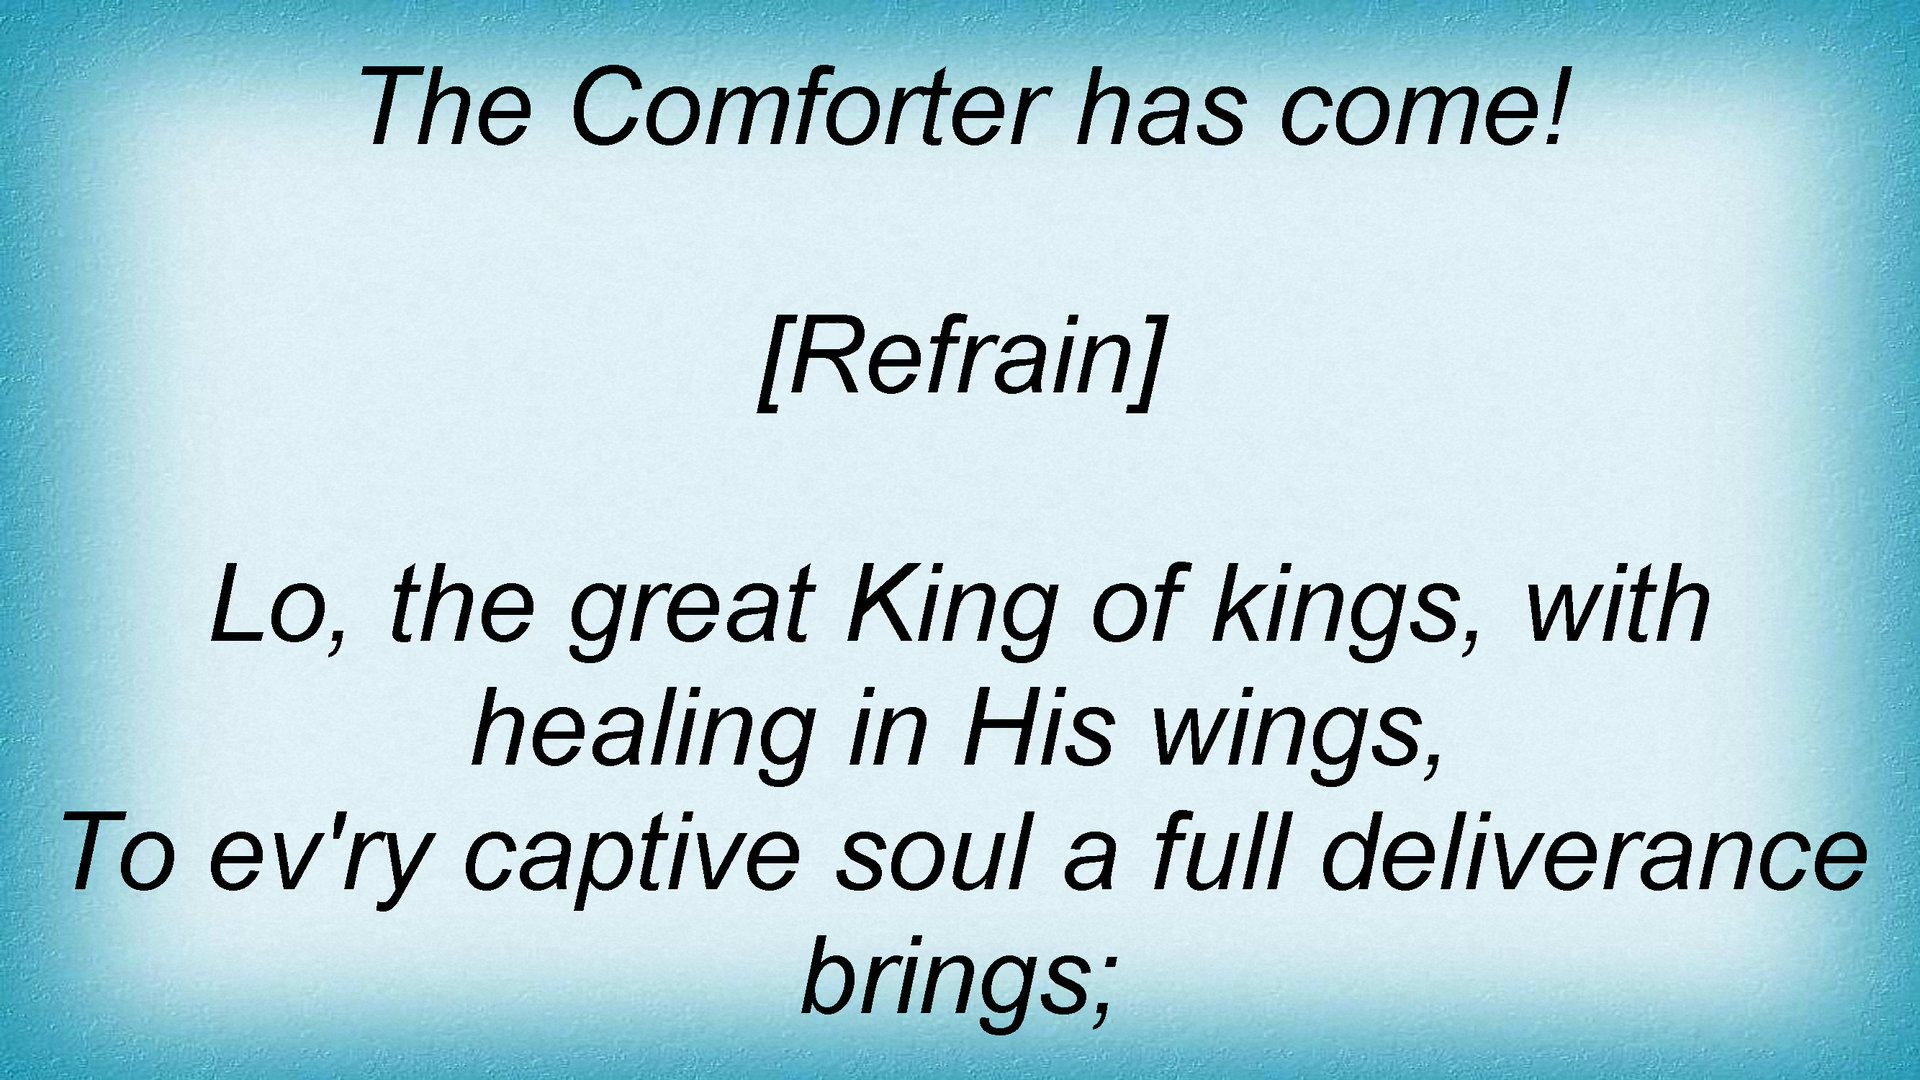 The Comforter has come!
[Refrain]
Lo, the great King of kings, with
healing in His wings,
To ev'ry captive soul a full deliverance
brings;